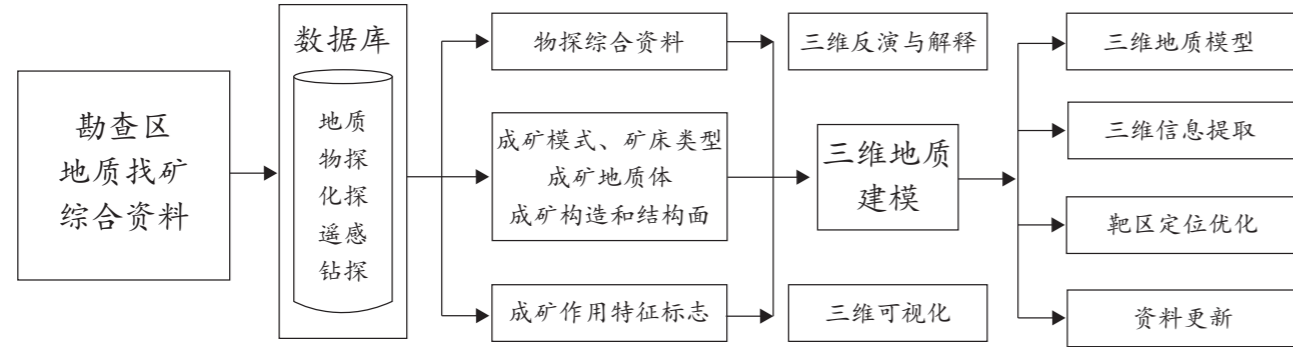 勘查区
地质找矿
综合资料
数据库
地质
物探
化探
遥感
钻探
物探综合资料
成矿模式、矿床类型
成矿地质体
成矿构造和结构面
成矿作用特征标志
三维反演与解释
三维地质
建模
三维可视化
三维地质模型
三维信息提取
靶区定位优化
资料更新